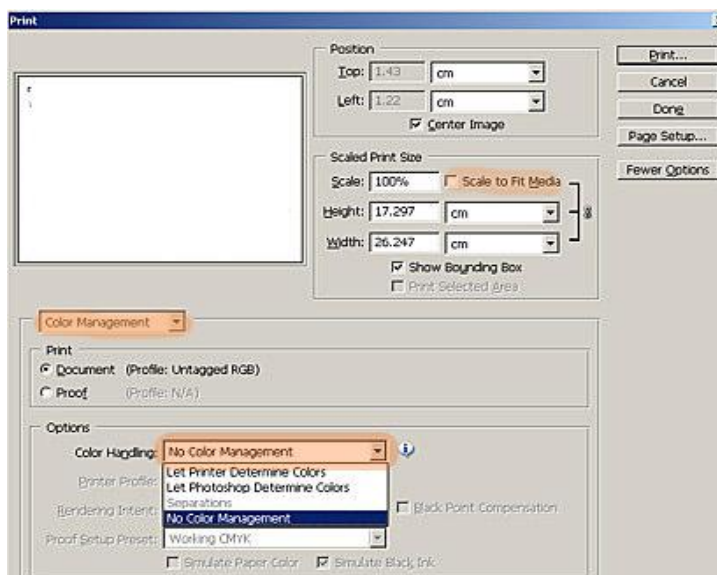 Print
Position
Top: 1.43 cm
Left: 1.22 cm
Center Image
Scaled Print Size
Scale: 100% Scale to Fit Media
Height: 17.297 cm
Width: 26.247 cm
Show Bounding Box
Print Selected Area
Print...
Cancel
Done
Page Setup...
Fewer Options
Color Management
Print
Document (Profile: Untagged RGB)
Proof (Profile: N/A)
Options
Color Handling: No Color Management
Let Printer Determine Colors
Let Photoshop Determine Colors
Separations
No Color Management
Printer Profile:
Rendering Intent: Black Point Compensation
Proof Setup Preset: Working CMYK
Simulate Paper Color Simulate Black Ink